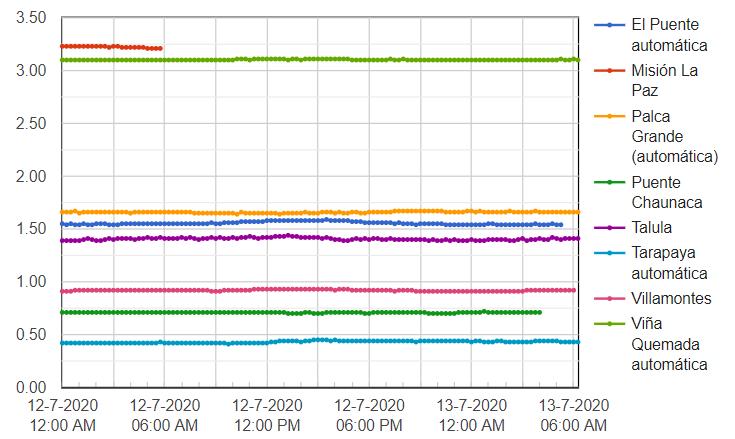 3.50
3.00
2.50
2.00
1.50
1.00
0.50
0.00
12-7-2020
12:00 AM
12-7-2020
06:00 AM
12-7-2020
12:00 PM
12-7-2020
06:00 PM
13-7-2020
12:00 AM
13-7-2020
06:00 AM
El Puente
automática
Misión La
Paz
Palca
Grande
(automática)
Puente
Chaunaca
Talula
Tarapaya
automática
Villamontes
Viña
Quemada
automática